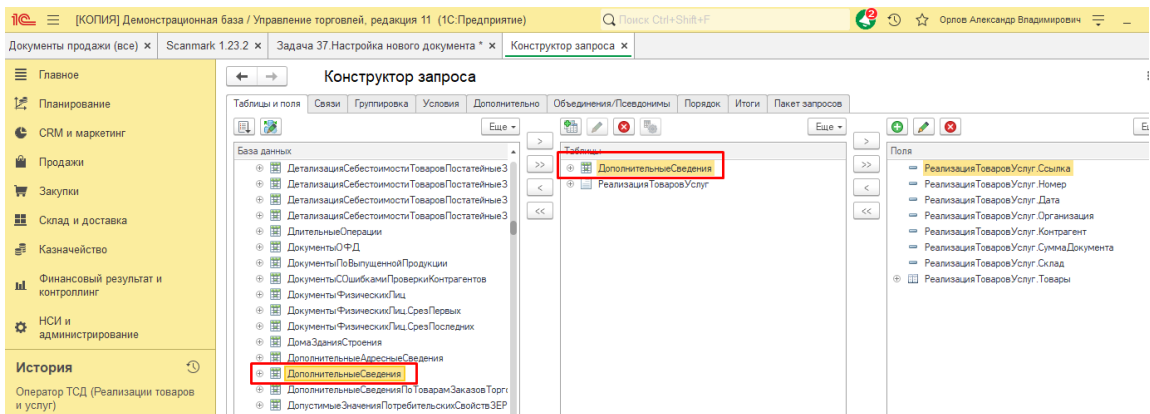 [КОПИЯ] Демонстрационная база / Управление торговлей, редакция 11 (1С:Предприятие)
Поиск Ctrl+Shift+F
2
Орлов Александр Владимирович
Документы продажи (все) ×
Scanmark 1.23.2 ×
Задача 37.Настройка нового документа * ×
Конструктор запроса ×
Главное
Планирование
CRM и маркетинг
Продажи
Закупки
Склад и доставка
Казначейство
Финансовый результат и
контроллинг
НСИ и
администрирование
История
Оператор ТСД (Реализации товаров
и услуг)
Конструктор запроса
Таблицы и поля
Связи
Группировка
Условия
Дополнительно
Объединения/Псевдонимы
Порядок
Итоги
Пакет запросов
Еще
База данных
ДетализацияСебестоимостиТоваровПостатейныеЗ
ДетализацияСебестоимостиТоваровПостатейныеЗ
ДетализацияСебестоимостиТоваровПостатейныеЗ
ДетализацияСебестоимостиТоваровПостатейныеЗ
ДлительныеОперации
ДокументыОФД
ДокументыПоВыпущеннойПродукции
ДокументыСОшибкамиПроверкиКонтрагентов
ДокументыФизическихЛиц
ДокументыФизическихЛиц.СрезПервых
ДокументыФизическихЛиц.СрезПоследних
ДомаЗданияСтроения
ДополнительныеАдресныеСведения
ДополнительныеСведения
ДополнительныеСведенияПоТоварамЗаказовТорг
ДопустимыеЗначенияПотребительскихСвойствЗЕР
>
>>
<
<<
Еще
Таблицы
ДополнительныеСведения
РеализацияТоваровУслуг
>
>>
<
<<
Поля
РеализацияТоваровУслуг.Ссылка
РеализацияТоваровУслуг.Номер
РеализацияТоваровУслуг.Дата
РеализацияТоваровУслуг.Организация
РеализацияТоваровУслуг.Контрагент
РеализацияТоваровУслуг.СуммаДокумента
РеализацияТоваровУслуг.Склад
РеализацияТоваровУслуг.Товары